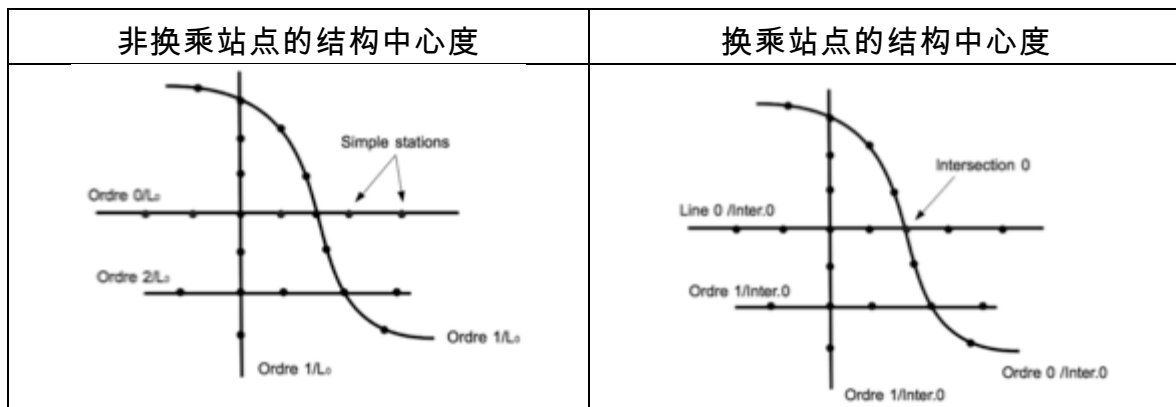 非换乘站点的结构中心度
换乘站点的结构中心度
Simple stations
Ordre 0/L₀
Ordre 2/L₀
Ordre 1/L₀
Ordre 1/L₀
Intersection 0
Line 0 /Inter.0
Ordre 1/Inter.0
Ordre 0 /Inter.0
Ordre 1/Inter.0